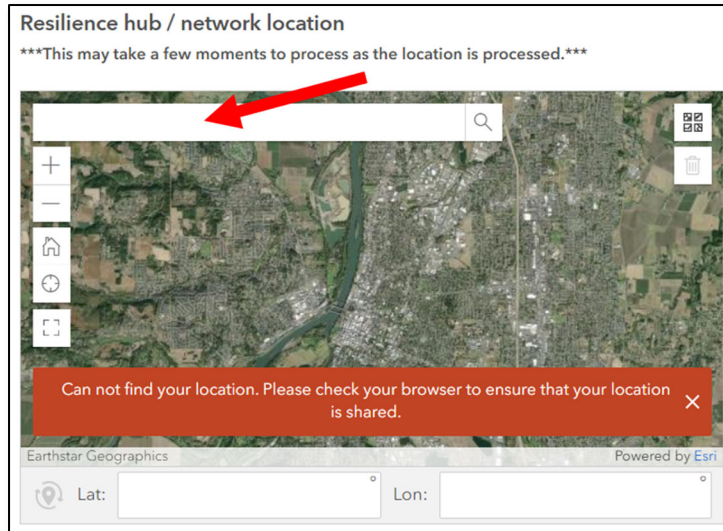 Resilience hub / network location
***This may take a few moments to process as the location is processed.***
Can not find your location. Please check your browser to ensure that your location
is shared.
Earthstar Geographics
Powered by Esri
Lat:
°
Lon:
°